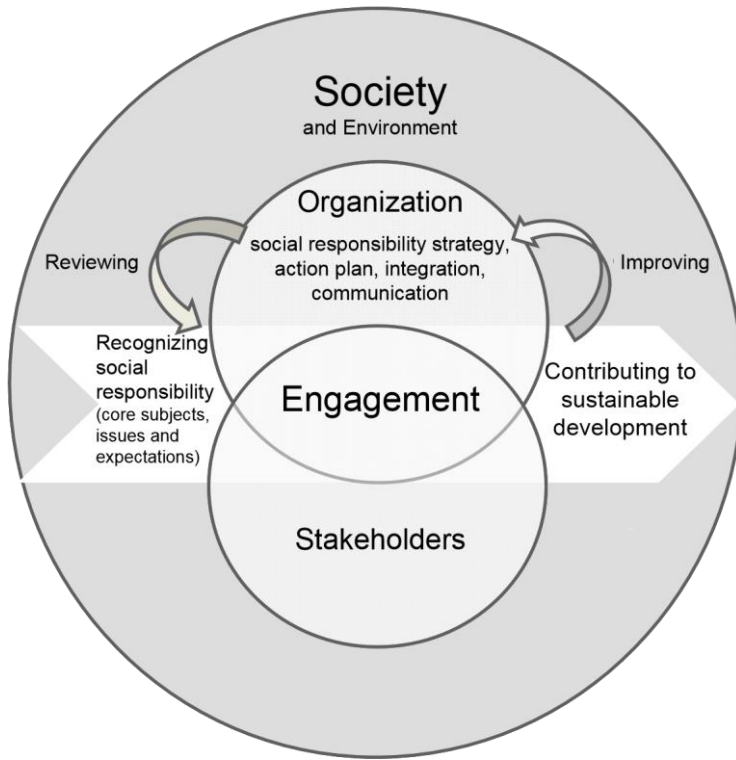 Society
and Environment
Organization
social responsibility strategy,
action plan, integration,
communication
Reviewing
Improving
Recognizing
social
responsibility
(core subjects,
issues and
expectations)
Engagement
Contributing to
sustainable
development
Stakeholders